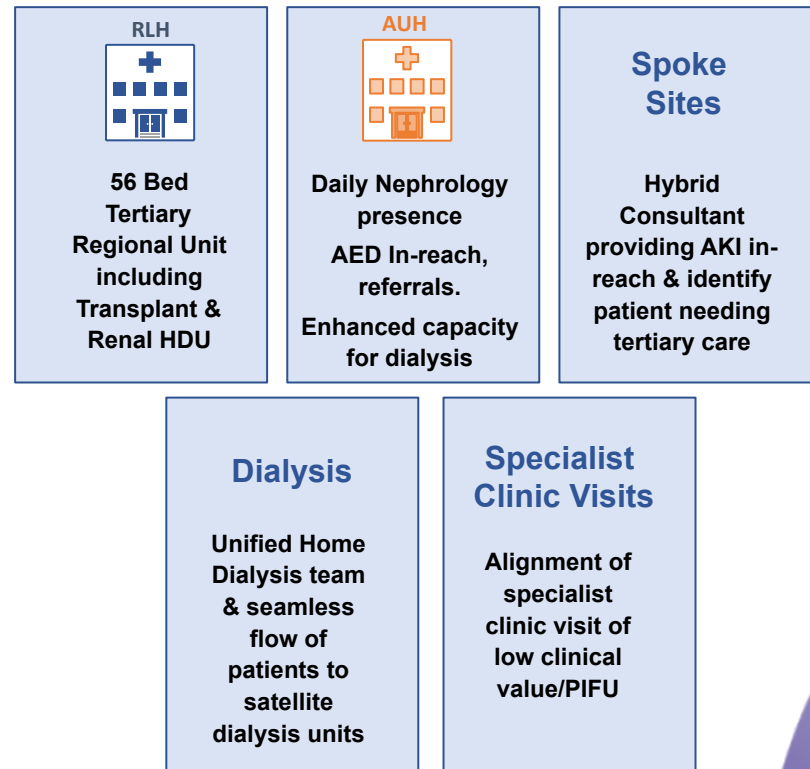 RLH
56 Bed
Tertiary
Regional Unit
including
Transplant &
Renal HDU
AUH
Daily Nephrology
presence
AED In-reach,
referrals.
Enhanced capacity
for dialysis
Spoke
Sites
Hybrid
Consultant
providing AKI in-
reach & identify
patient needing
tertiary care
Dialysis
Unified Home
Dialysis team
& seamless
flow of
patients to
satellite
dialysis units
Specialist
Clinic Visits
Alignment of
specialist
clinic visit of
low clinical
value/PIFU